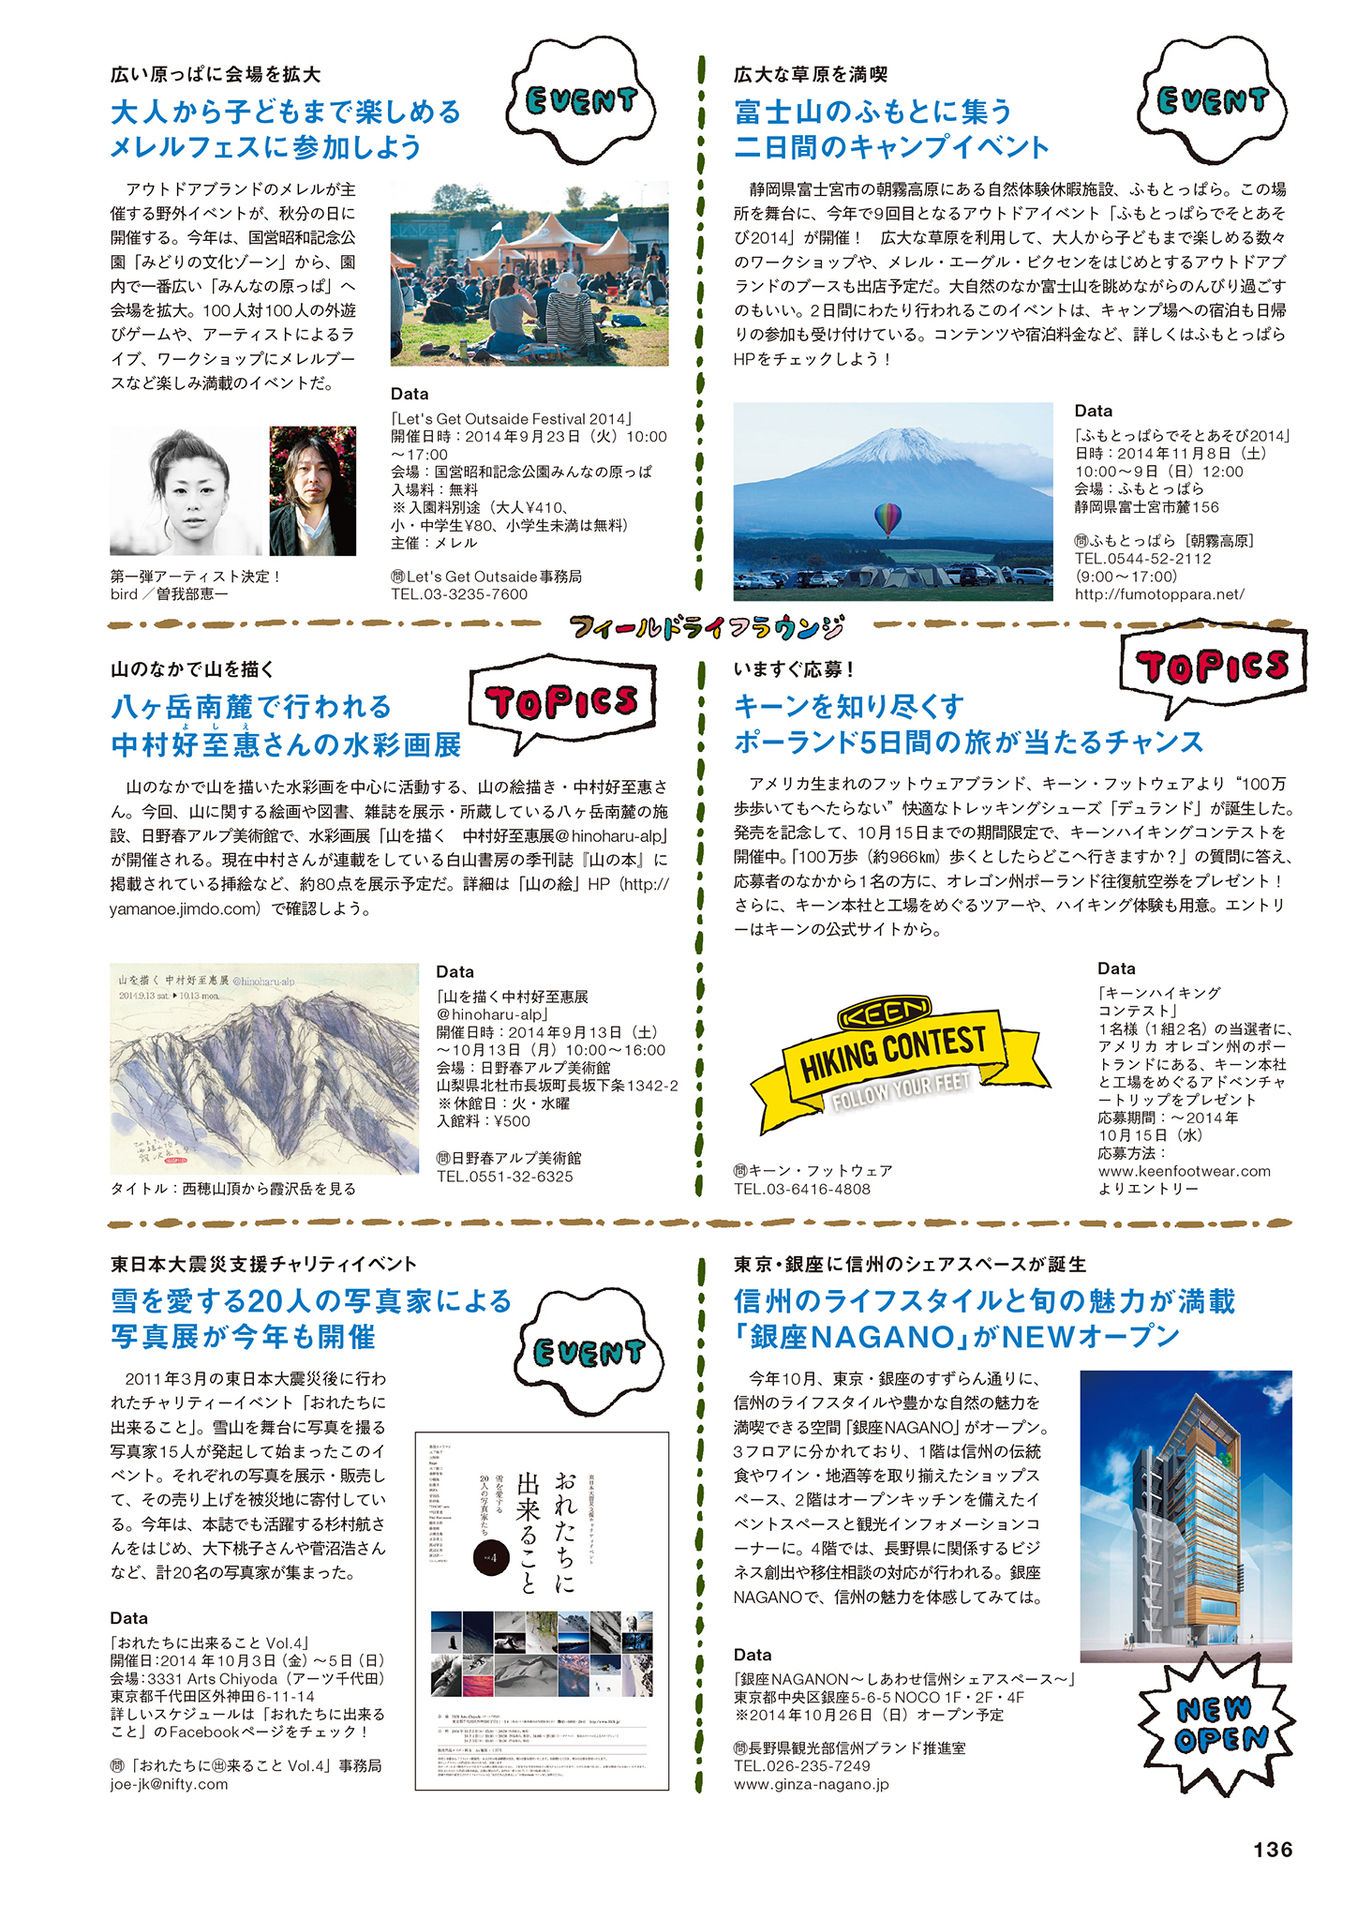 広い原っぱに会場を拡大
大人から子どもまで楽しめる
メレルフェスに参加しよう
EVENT
アウトドアブランドのメレルが主
催する野外イベントが、秋分の日に
開催する。今年は、国営昭和記念公
園「みどりの文化ゾーン」から、園
内で一番広い「みんなの原っぱ」へ
会場を拡大。100人対100人の外遊
びゲームや、アーティストによるラ
イブ、ワークショップにメレルブー
スなど楽しみ満載のイベントだ。
第一弾アーティスト決定！
bird／曽我部恵一
Data
「Let's Get Outsaide Festival 2014」
開催日時：2014年9月23日（火）10:00
～17:00
会場：国営昭和記念公園みんなの原っぱ
入場料：無料
※入園料別途（大人¥410、
小・中学生¥80、小学生未満は無料）
主催：メレル
㉄Let's Get Outsaide事務局
TEL.03-3235-7600
広大な草原を満喫
富士山のふもとに集う
二日間のキャンプイベント
EVENT
静岡県富士宮市の朝霧高原にある自然体験休暇施設、ふもとっぱら。この場
所を舞台に、今年で9回目となるアウトドアイベント「ふもとっぱらでそとあそ
び2014」が開催！　広大な草原を利用して、大人から子どもまで楽しめる数々
のワークショップや、メレル・エーグル・ビクセンをはじめとするアウトドアブ
ランドのブースも出店予定だ。大自然のなか富士山を眺めながらのんびり過ごす
のもいい。2日間にわたり行われるこのイベントは、キャンプ場への宿泊も日帰
りの参加も受け付けている。コンテンツや宿泊料金など、詳しくはふもとっぱら
HPをチェックしよう！
Data
「ふもとっぱらでそとあそび2014」
日時：2014年11月8日（土）
10:00～9日（日）12:00
会場：ふもとっぱら
静岡県富士宮市麓156
㉄ふもとっぱら［朝霧高原］
TEL.0544-52-2112
（9:00～17:00）
http://fumotoppara.net/
フィールドライフラウンジ
山のなかで山を描く
八ヶ岳南麓で行われる
よしえ
中村好至惠さんの水彩画展
TOPICS
山のなかで山を描いた水彩画を中心に活動する、山の絵描き・中村好至惠さ
ん。今回、山に関する絵画や図書、雑誌を展示・所蔵している八ヶ岳南麓の施
設、日野春アルプ美術館で、水彩画展「山を描く　中村好至惠展@hinoharu-alp」
が開催される。現在中村さんが連載をしている白山書房の季刊誌『山の本』に
掲載されている挿絵など、約80点を展示予定だ。詳細は「山の絵」HP（http://
yamanoe.jimdo.com）で確認しよう。
山を描く 中村好至惠展 @hinoharu-alp
2014.9.13 sat. ▶ 10.13 mon.
タイトル：西穂山頂から霞沢岳を見る
Data
「山を描く中村好至惠展
@hinoharu-alp」
開催日時：2014年9月13日（土）
～10月13日（月）10:00～16:00
会場：日野春アルプ美術館
山梨県北杜市長坂町長坂下条1342-2
※休館日：火・水曜
入館料：¥500
㉄日野春アルプ美術館
TEL.0551-32-6325
いますぐ応募！
キーンを知り尽くす
ポーランド5日間の旅が当たるチャンス
TOPICS
アメリカ生まれのフットウェアブランド、キーン・フットウェアより“100万
歩歩いてもへたらない”快適なトレッキングシューズ「デュランド」が誕生した。
発売を記念して、10月15日までの期間限定で、キーンハイキングコンテストを
開催中。「100万歩（約966km）歩くとしたらどこへ行きますか？」の質問に答え、
応募者のなかから1名の方に、オレゴン州ポーランド往復航空券をプレゼント！
さらに、キーン本社と工場をめぐるツアーや、ハイキング体験も用意。エントリ
ーはキーンの公式サイトから。
KEEN
HIKING CONTEST
FOLLOW YOUR FEET
㉄キーン・フットウェア
TEL.03-6416-4808
Data
「キーンハイキング
コンテスト」
1名様（1組2名）の当選者に、
アメリカ オレゴン州のポー
トランドにある、キーン本社
と工場をめぐるアドベンチャ
ートリップをプレゼント
応募期間：～2014年
10月15日（水）
応募方法：
www.keenfootwear.com
よりエントリー
東日本大震災支援チャリティイベント
雪を愛する20人の写真家による
写真展が今年も開催
EVENT
2011年3月の東日本大震災後に行わ
れたチャリティーイベント「おれたちに
出来ること」。雪山を舞台に写真を撮る
写真家15人が発起して始まったこのイ
ベント。それぞれの写真を展示・販売し
て、その売り上げを被災地に寄付してい
る。今年は、本誌でも活躍する杉村航さ
んをはじめ、大下桃子さんや菅沼浩さん
など、計20名の写真家が集まった。
Data
「おれたちに出来ること Vol.4」
開催日:2014年10月3日（金）～5日（日）
会場:3331 Arts Chiyoda（アーツ千代田）
東京都千代田区外神田6-11-14
詳しいスケジュールは「おれたちに出来る
こと」のFacebookページをチェック！
㉄「おれたちに㊓来ること Vol.4」事務局
joe-jk@nifty.com
東日本大震災支援チャリティイベント
おれたちに
出来ること
雪を愛する
20人の写真家たち
vol.4
東京・銀座に信州のシェアスペースが誕生
信州のライフスタイルと旬の魅力が満載
「銀座NAGANO」がNEWオープン
今年10月、東京・銀座のすずらん通りに、
信州のライフスタイルや豊かな自然の魅力を
満喫できる空間「銀座NAGANO」がオープン。
3フロアに分かれており、1階は信州の伝統
食やワイン・地酒等を取り揃えたショップス
ペース、2階はオープンキッチンを備えたイ
ベントスペースと観光インフォメーションコ
ーナーに。4階では、長野県に関係するビジ
ネス創出や移住相談の対応が行われる。銀座
NAGANOで、信州の魅力を体感してみては。
Data
「銀座NAGANON～しあわせ信州シェアスペース～」
東京都中央区銀座5-6-5 NOCO 1F・2F・4F
※2014年10月26日（日）オープン予定
㉄長野県観光部信州ブランド推進室
TEL.026-235-7249
www.ginza-nagano.jp
NEW
OPEN
136